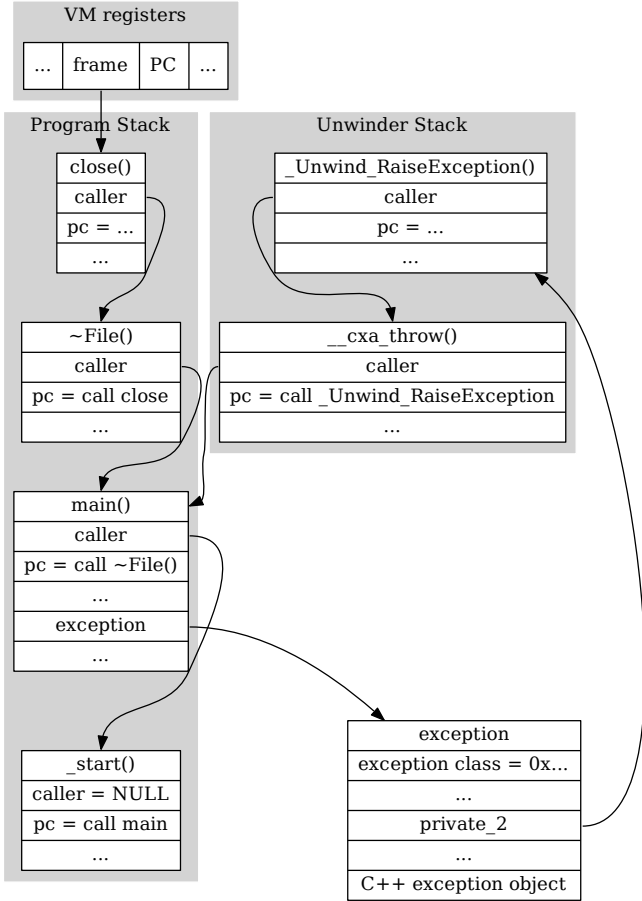 VM registers
... frame PC ...
Program Stack
close()
caller
pc = ...
...
~File()
caller
pc = call close
...
main()
caller
pc = call ~File()
...
exception
...
_start()
caller = NULL
pc = call main
...
Unwinder Stack
_Unwind_RaiseException()
caller
pc = ...
...
__cxa_throw()
caller
pc = call _Unwind_RaiseException
...
exception
exception class = 0x...
...
private_2
...
C++ exception object